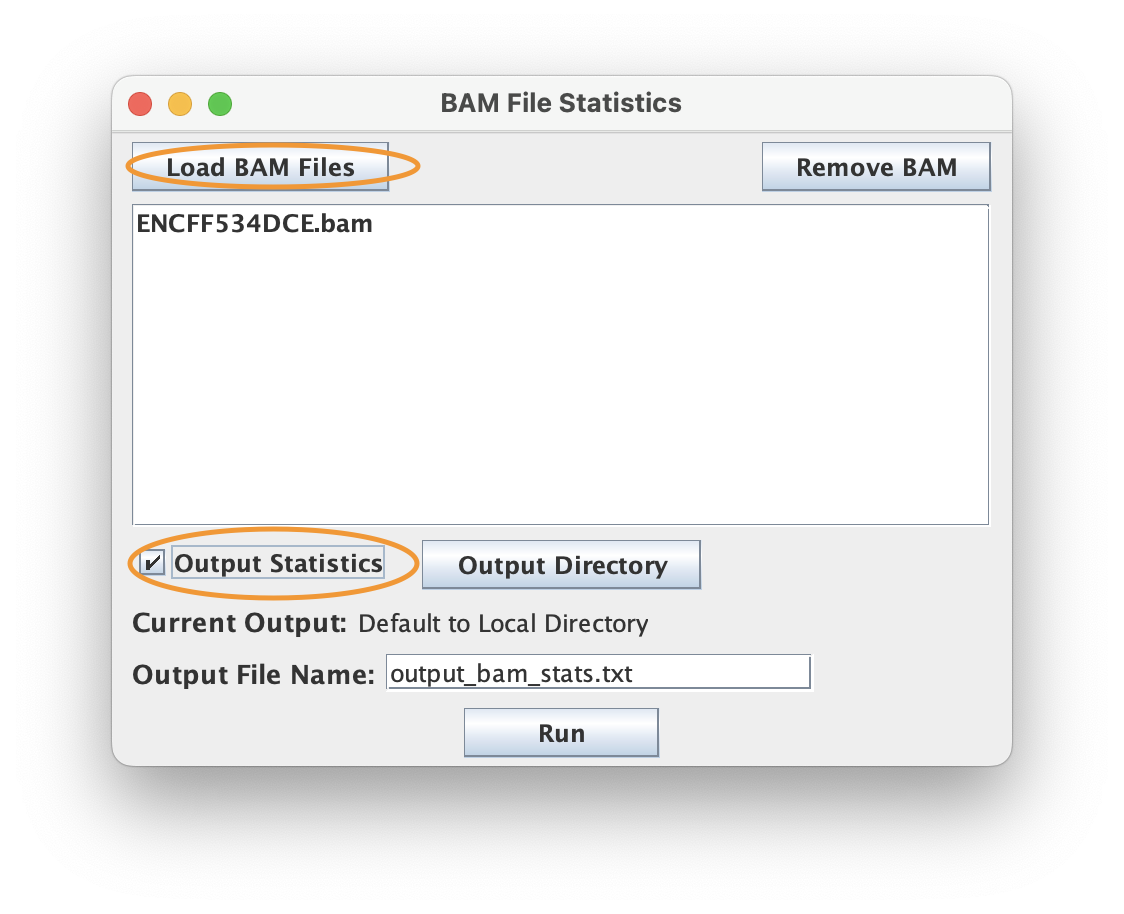 BAM File Statistics
Load BAM Files
Remove BAM
ENCFF534DCE.bam
Output Statistics
Output Directory
Current Output: Default to Local Directory
Output File Name: output_bam_stats.txt
Run